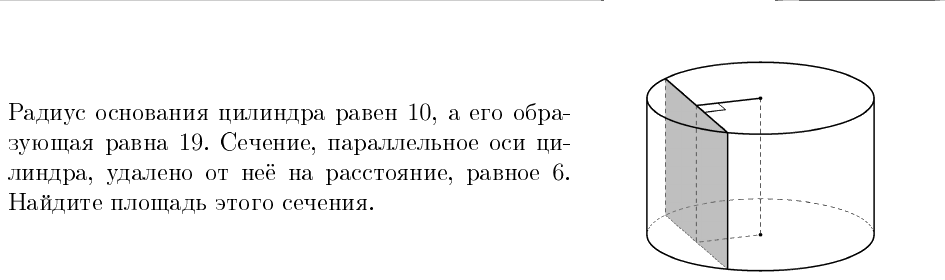 Радиус основания цилиндра равен 10, а его обра-
зующая равна 19. Сечение, параллельное оси ци-
линдра, удалено от неё на расстояние, равное 6.
Найдите площадь этого сечения.